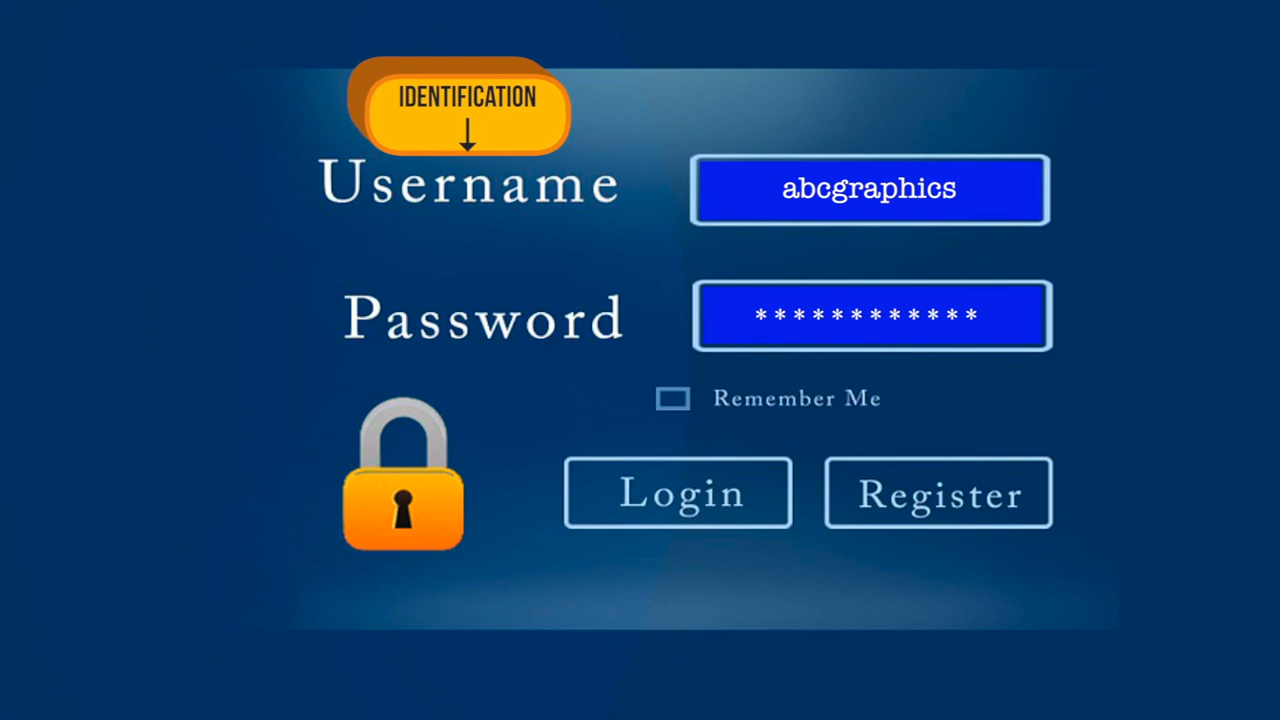 IDENTIFICATION
Username
abcgraphics
Password
************
Remember Me
Login
Register